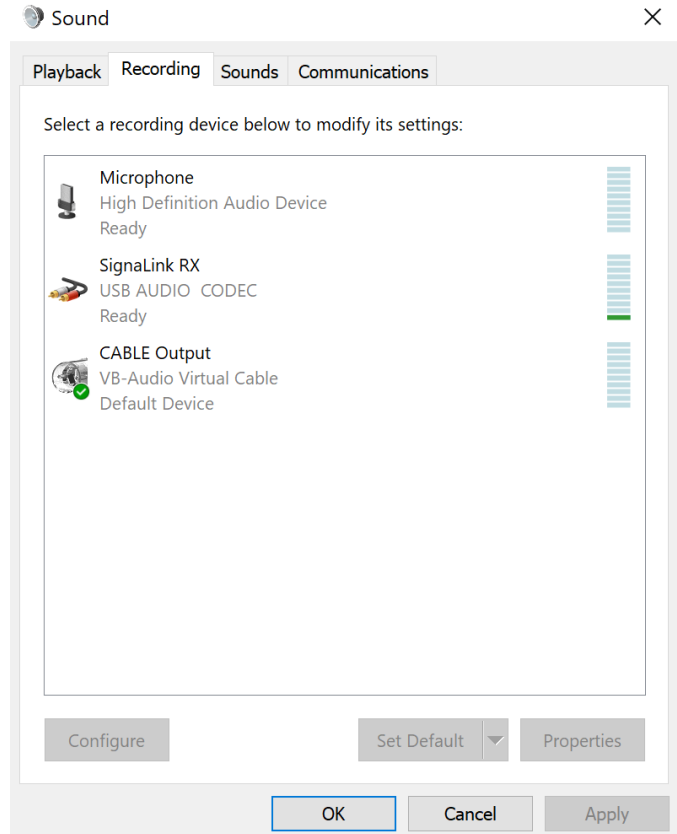 Sound
Playback Recording Sounds Communications
Select a recording device below to modify its settings:
Microphone
High Definition Audio Device
Ready
SignaLink RX
USB AUDIO  CODEC
Ready
CABLE Output
VB-Audio Virtual Cable
Default Device
Configure Set Default Properties
OK Cancel Apply